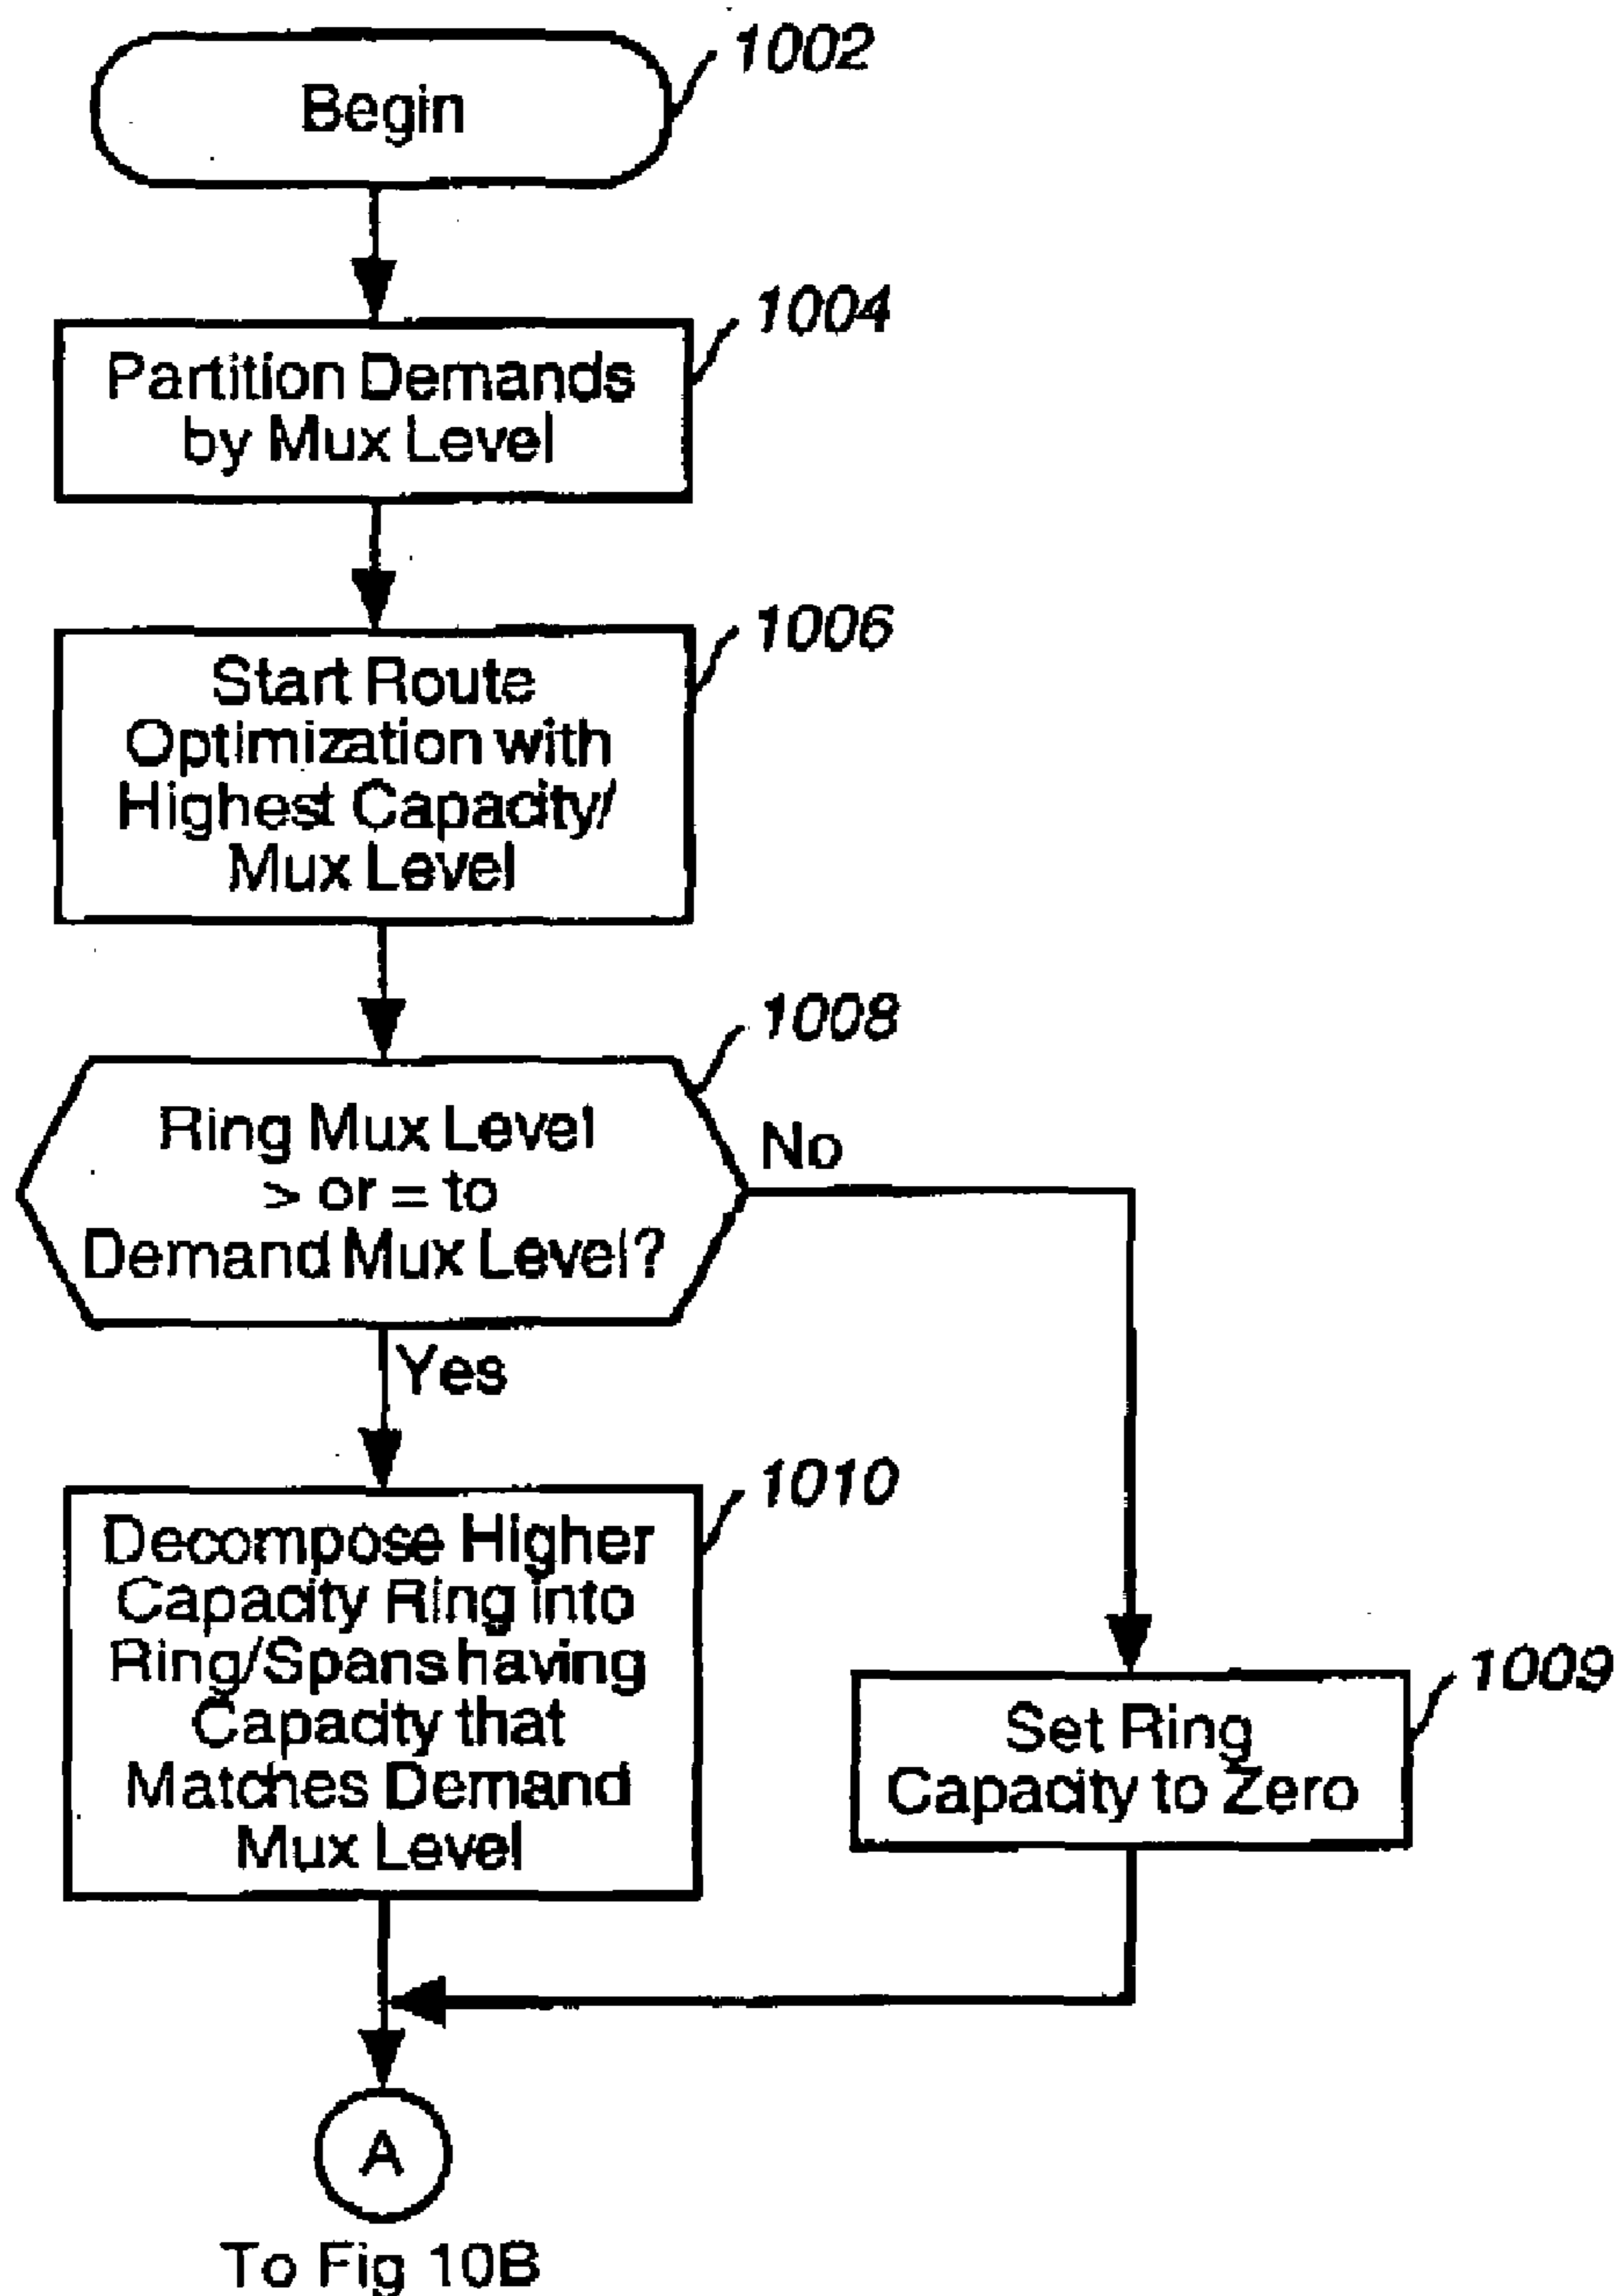 1002
Begin
1004
Partition Demands
by Mux Level
1006
Start Route
Optimization with
Highest Capacity/
Mux Level
1008
Ring Mux Level
> or = to
Demand Mux Level?
No
Yes
1010
Decompose Higher
Capacity Ring into
Ring/Spans having
Capacity that
Matches Demand
Mux Level
1009
Set Ring
Capacity to Zero
A
To Fig 10B